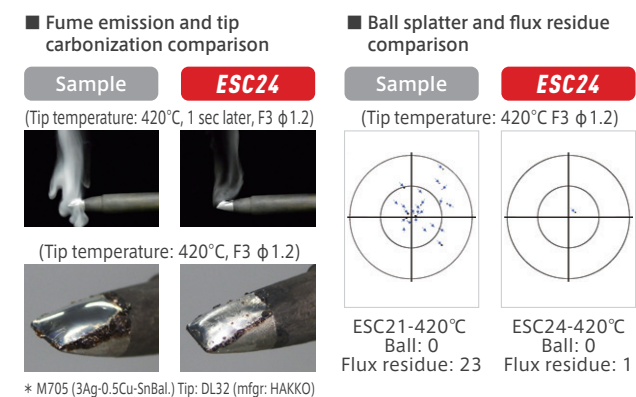 ■ Fume emission and tip
carbonization comparison
Sample
ESC24
(Tip temperature: 420°C, 1 sec later, F3 ϕ1.2)
(Tip temperature: 420°C, F3 ϕ1.2)
＊ M705 (3Ag-0.5Cu-SnBal.) Tip: DL32 (mfgr: HAKKO)
■ Ball splatter and flux residue
comparison
Sample
ESC24
(Tip temperature: 420°C F3 ϕ1.2)
ESC21-420℃
Ball: 0
Flux residue: 23
ESC24-420℃
Ball: 0
Flux residue: 1